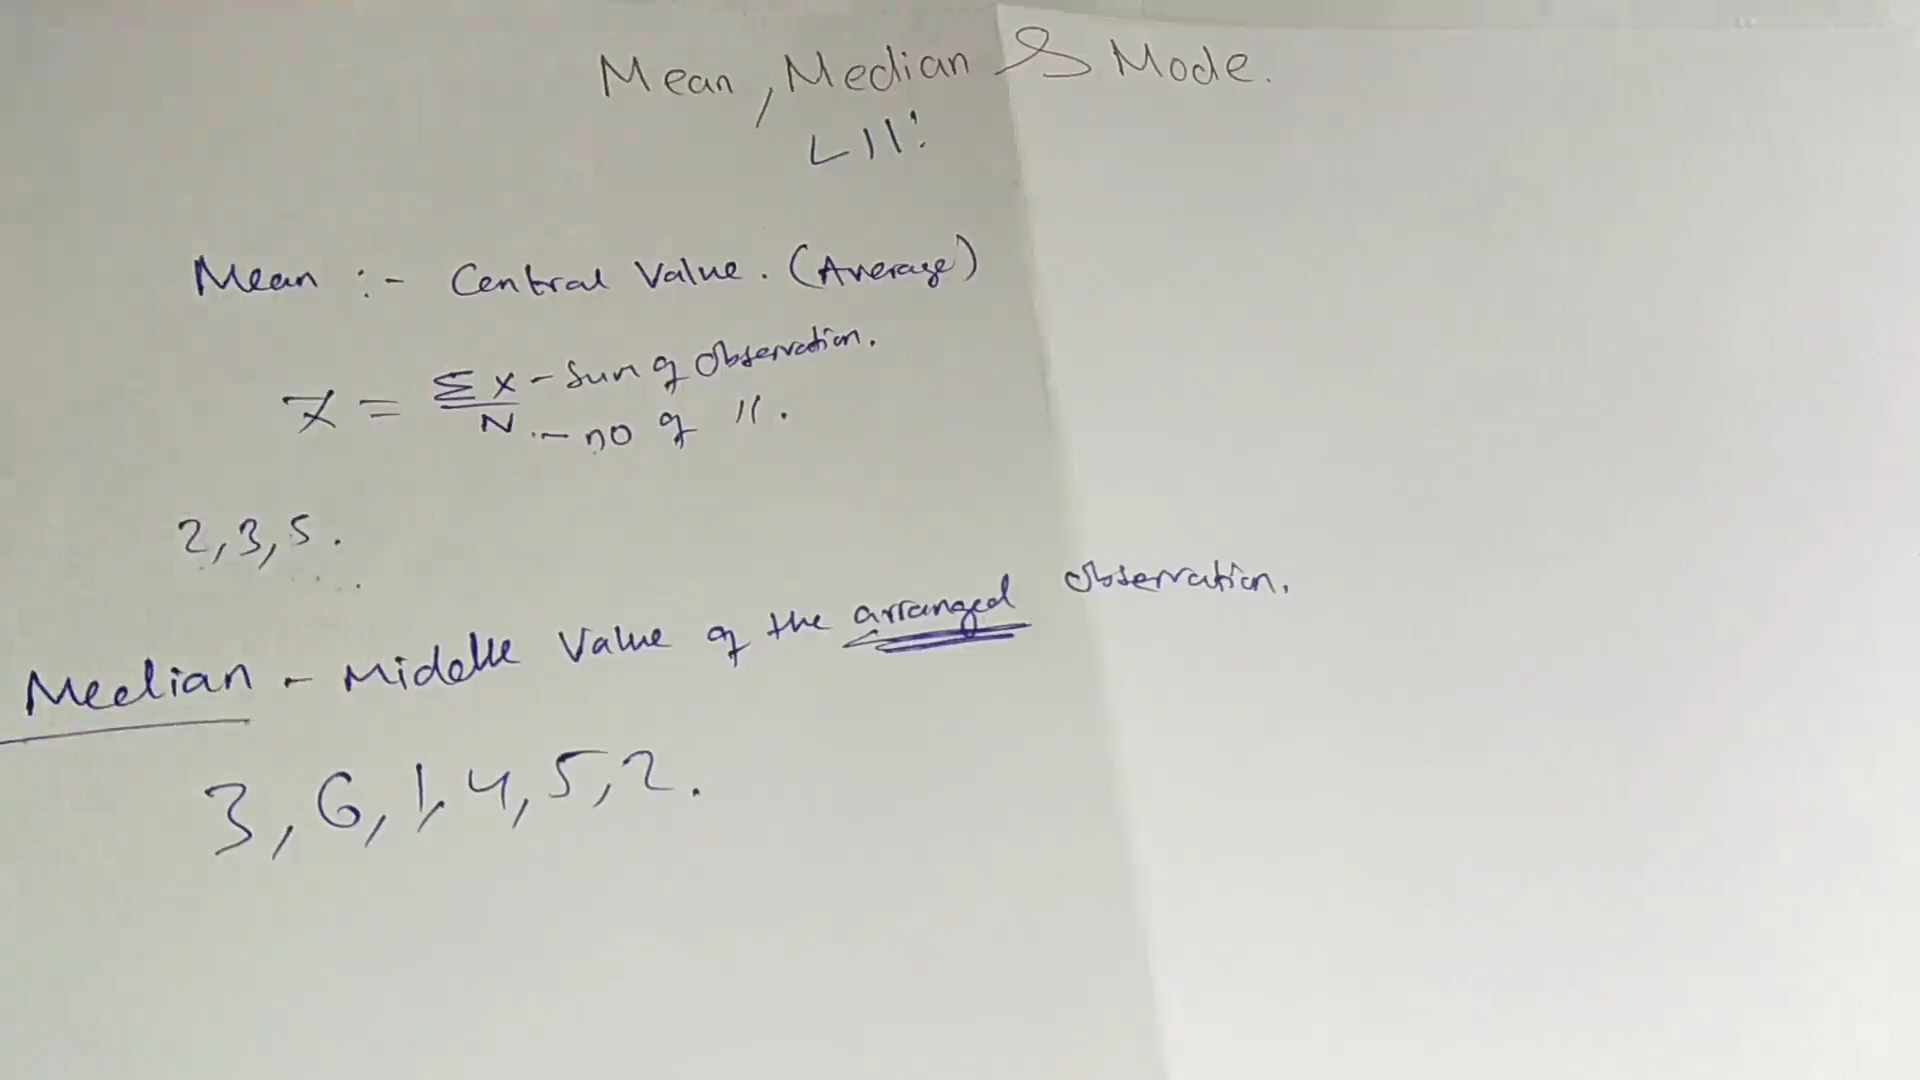 Mean, Median & Mode.
L11:
Mean :- Central Value. (Average)
x̄ = Σx - Sum of Observation.
N. - no of 11.
2,3,5.
Median - Middle Value of the arranged observation.
3, 6, 1, 4, 5, 2.